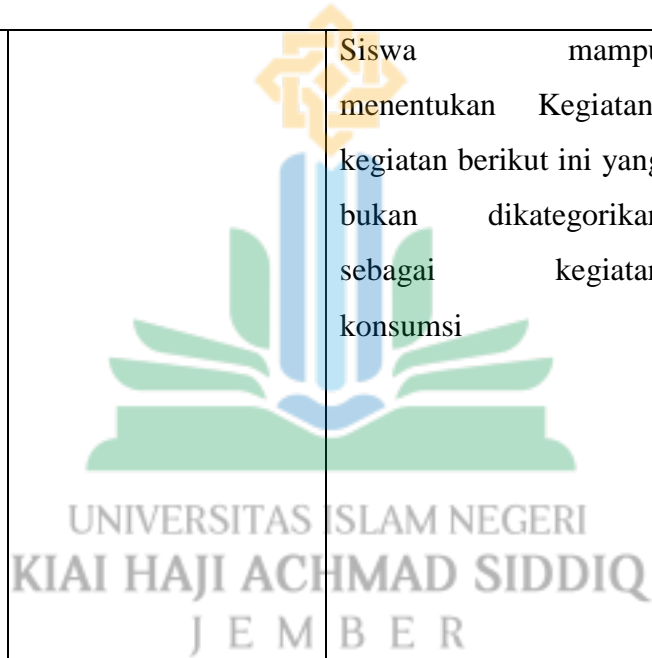 Siswa mampu
menentukan Kegiatan
kegiatan berikut ini yang
bukan dikategorikan
sebagai kegiatan
konsumsi
UNIVERSITAS ISLAM NEGERI
KIAI HAJI ACHMAD SIDDIQ
JEMBER